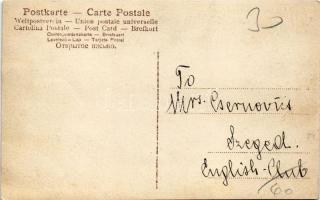 Postkarte — Carte Postale
Weltpostverein — Union postale universelle
Cartolina Postale — Post Card — Brefkort
Correspondenzkarte — Briefkaart
Levelező-Lap — Tarjeta Postal
Открытое письмо.
30
To
Mrs. Csernovits
Szeged.
English-Club
60